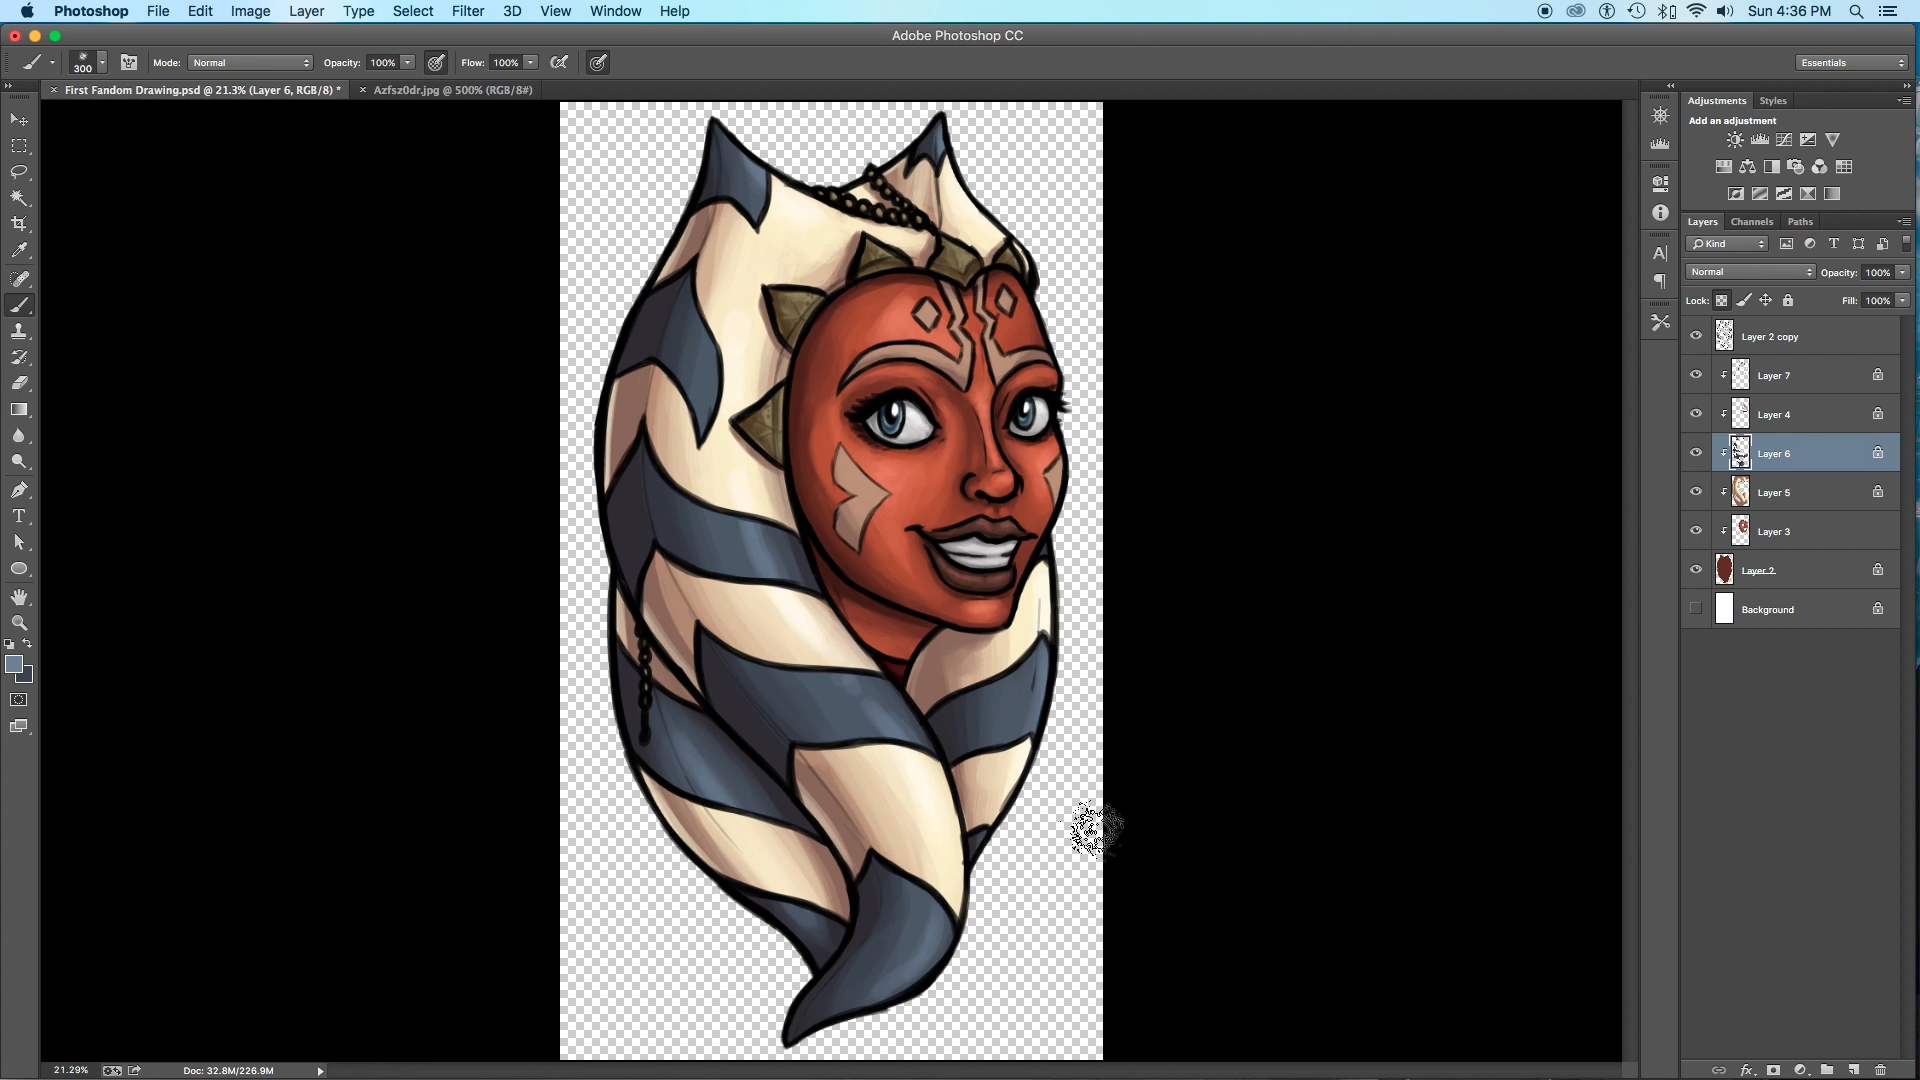 Photoshop File Edit Image Layer Type Select Filter 3D View Window Help Sun 4:36 PM
Adobe Photoshop CC
300 Mode: Normal Opacity: 100% Flow: 100% Essentials
First Fandom Drawing.psd @ 21.3% (Layer 6, RGB/8) * Azfsz0dr.jpg @ 500% (RGB/8#)
Adjustments Styles
Add an adjustment
Layers Channels Paths
Kind
Normal Opacity: 100%
Lock: Fill: 100%
Layer 2 copy
Layer 7
Layer 4
Layer 6
Layer 5
Layer 3
Layer 2
Background
21.29% Doc: 32.8M/226.9M